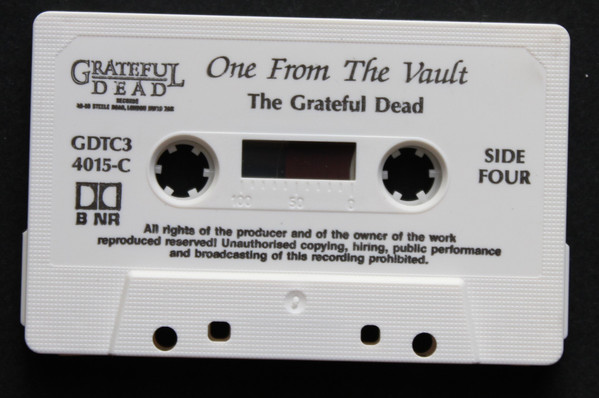 GRATEFUL
DEAD
RECORDS
One From The Vault
The Grateful Dead
GDTC3
4015-C
B NR
SIDE
FOUR
100 50 0
All rights of the producer and of the owner of the work
reproduced reserved! Unauthorised copying, hiring, public performance
and broadcasting of this recording prohibited.